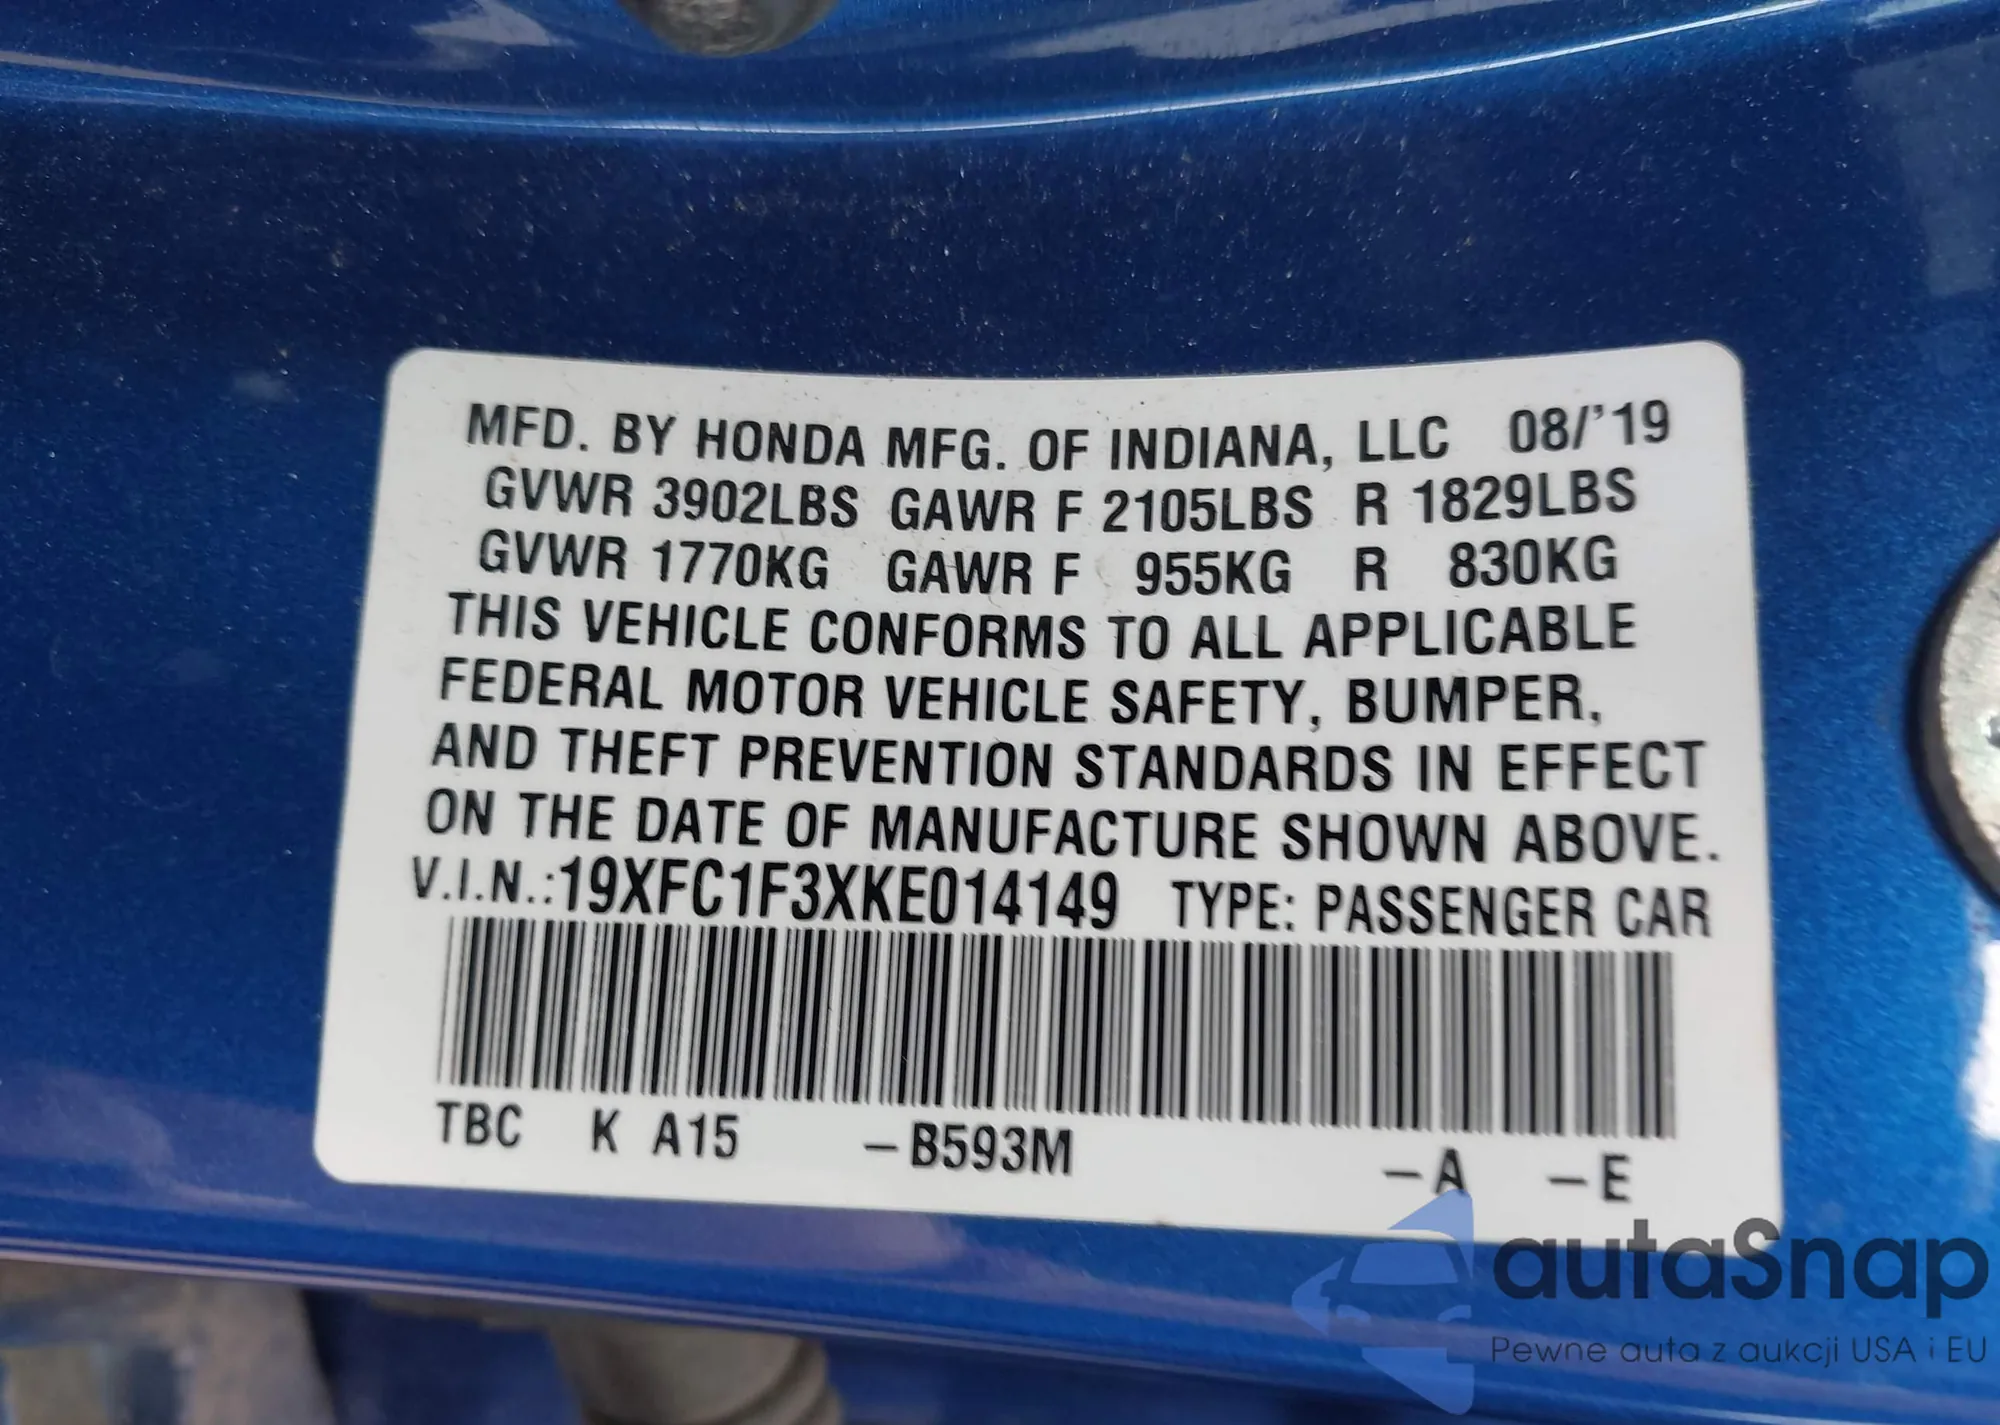 MFD. BY HONDA MFG. OF INDIANA, LLC 08/'19
GVWR 3902LBS GAWR F 2105LBS R 1829LBS
GVWR 1770KG GAWR F 955KG R 830KG
THIS VEHICLE CONFORMS TO ALL APPLICABLE
FEDERAL MOTOR VEHICLE SAFETY, BUMPER,
AND THEFT PREVENTION STANDARDS IN EFFECT
ON THE DATE OF MANUFACTURE SHOWN ABOVE.
V.I.N.:19XFC1F3XKE014149 TYPE: PASSENGER CAR
TBC K A15 –B593M –A –E
autaSnap
Pewne auta z aukcji USA i EU